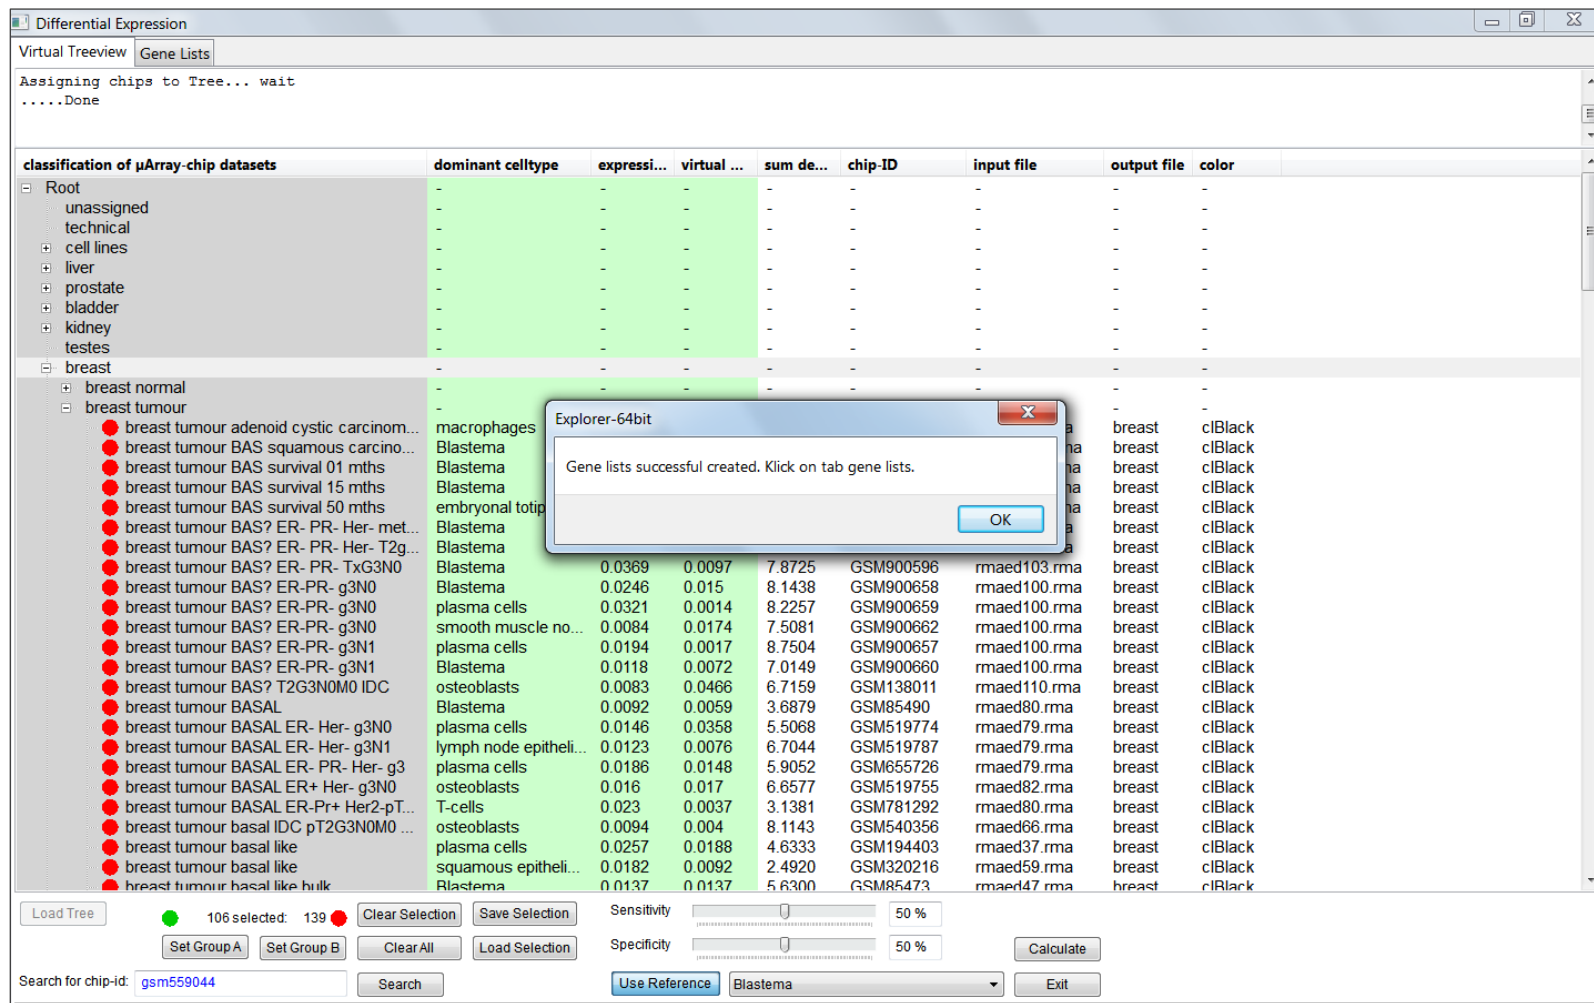 Differential Expression
Virtual Treeview Gene Lists
Assigning chips to Tree... wait
.....Done
classification of µArray-chip datasets dominant celltype expressi... virtual ... sum de... chip-ID input file output file color
Root - - - - - - - -
unassigned - - - - - - - -
technical - - - - - - - -
cell lines - - - - - - - -
liver - - - - - - - -
prostate - - - - - - - -
bladder - - - - - - - -
kidney - - - - - - - -
testes - - - - - - - -
breast - - - - - - - -
breast normal - - - - - - - -
breast tumour - - -
Explorer-64bit
Gene lists successful created. Klick on tab gene lists.
OK
breast tumour adenoid cystic carcinom... macrophages a breast clBlack
breast tumour BAS squamous carcino... Blastema na breast clBlack
breast tumour BAS survival 01 mths Blastema na breast clBlack
breast tumour BAS survival 15 mths Blastema na breast clBlack
breast tumour BAS survival 50 mths embryonal totip na breast clBlack
breast tumour BAS? ER- PR- Her- met... Blastema a breast clBlack
breast tumour BAS? ER- PR- Her- T2g... Blastema a breast clBlack
breast tumour BAS? ER- PR- TxG3N0 Blastema 0.0369 0.0097 7.8725 GSM900596 rmaed103.rma breast clBlack
breast tumour BAS? ER-PR- g3N0 Blastema 0.0246 0.015 8.1438 GSM900658 rmaed100.rma breast clBlack
breast tumour BAS? ER-PR- g3N0 plasma cells 0.0321 0.0014 8.2257 GSM900659 rmaed100.rma breast clBlack
breast tumour BAS? ER-PR- g3N0 smooth muscle no... 0.0084 0.0174 7.5081 GSM900662 rmaed100.rma breast clBlack
breast tumour BAS? ER-PR- g3N1 plasma cells 0.0194 0.0017 8.7504 GSM900657 rmaed100.rma breast clBlack
breast tumour BAS? ER-PR- g3N1 Blastema 0.0118 0.0072 7.0149 GSM900660 rmaed100.rma breast clBlack
breast tumour BAS? T2G3N0M0 IDC osteoblasts 0.0083 0.0466 6.7159 GSM138011 rmaed110.rma breast clBlack
breast tumour BASAL Blastema 0.0092 0.0059 3.6879 GSM85490 rmaed80.rma breast clBlack
breast tumour BASAL ER- Her- g3N0 plasma cells 0.0146 0.0358 5.5068 GSM519774 rmaed79.rma breast clBlack
breast tumour BASAL ER- Her- g3N1 lymph node epitheli... 0.0123 0.0076 6.7044 GSM519787 rmaed79.rma breast clBlack
breast tumour BASAL ER- PR- Her- g3 plasma cells 0.0186 0.0148 5.9052 GSM655726 rmaed79.rma breast clBlack
breast tumour BASAL ER+ Her- g3N0 osteoblasts 0.016 0.017 6.6577 GSM519755 rmaed82.rma breast clBlack
breast tumour BASAL ER-Pr+ Her2-pT... T-cells 0.023 0.0037 3.1381 GSM781292 rmaed80.rma breast clBlack
breast tumour basal IDC pT2G3N0M0 ... osteoblasts 0.0094 0.004 8.1143 GSM540356 rmaed66.rma breast clBlack
breast tumour basal like plasma cells 0.0257 0.0188 4.6333 GSM194403 rmaed37.rma breast clBlack
breast tumour basal like squamous epitheli... 0.0182 0.0092 2.4920 GSM320216 rmaed59.rma breast clBlack
breast tumour basal like bulk Blastema 0.0137 0.0137 5.6300 GSM85473 rmaed47.rma breast clBlack
Load Tree 106 selected: 139 Clear Selection Save Selection Sensitivity 50 %
Set Group A Set Group B Clear All Load Selection Specificity 50 % Calculate
Search for chip-id: gsm559044 Search Use Reference Blastema Exit